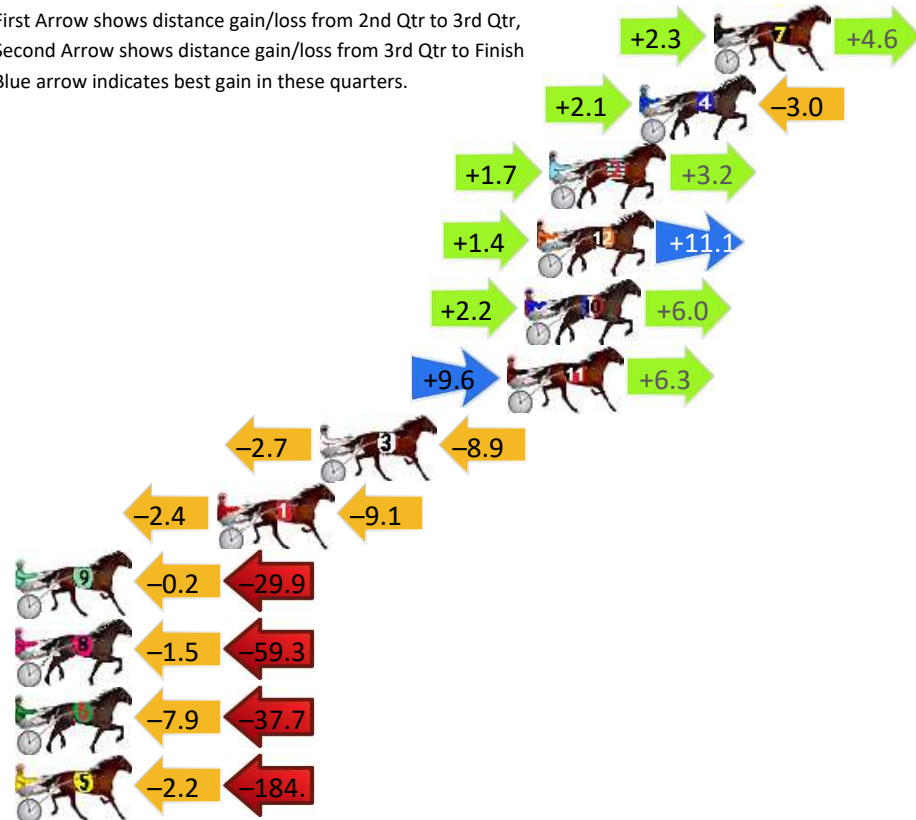 First Arrow shows distance gain/loss from 2nd Qtr to 3rd Qtr,
Second Arrow shows distance gain/loss from 3rd Qtr to Finish
Blue arrow indicates best gain in these quarters.
+2.3 7 +4.6
+2.1 4 –3.0
+1.7 2 +3.2
+1.4 12 +11.1
+2.2 10 +6.0
+9.6 11 +6.3
–2.7 3 –8.9
–2.4 1 –9.1
9 –0.2 –29.9
8 –1.5 –59.3
6 –7.9 –37.7
5 –2.2 –184.